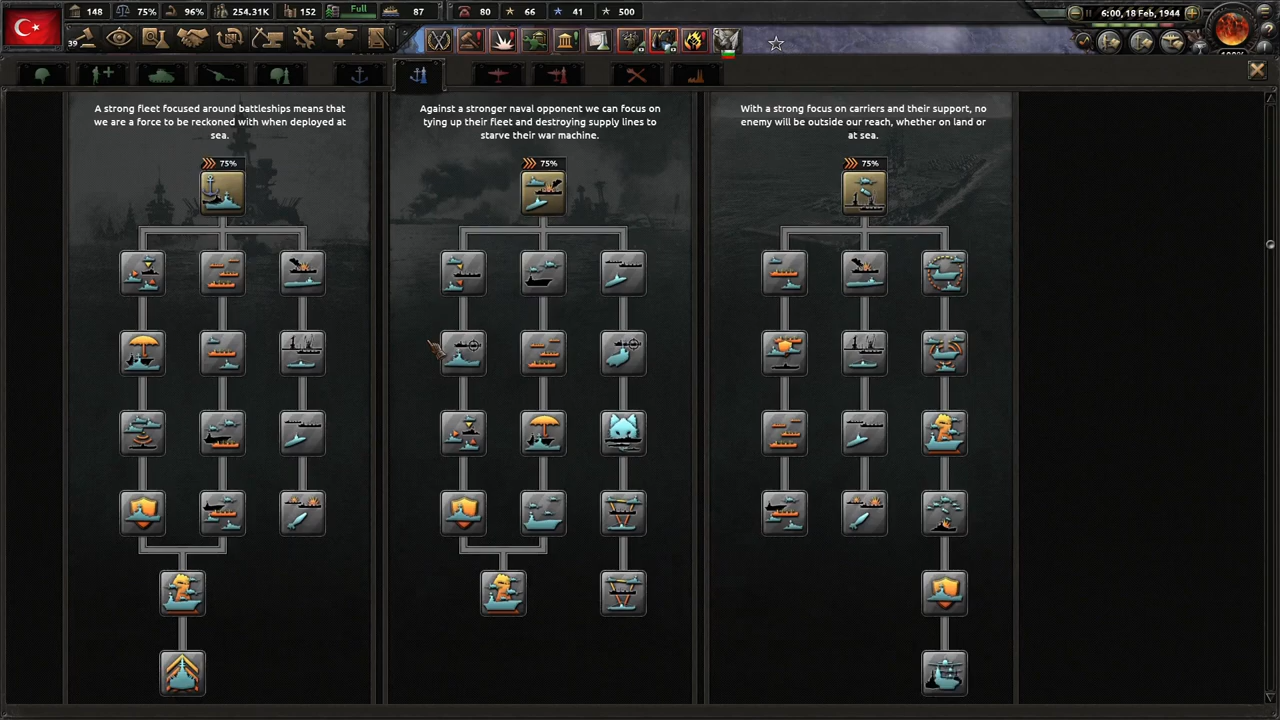 148 75% 96% 254.31K 152 Full 87 80 66 41 500 6:00, 18 Feb, 1944
39
100%
A strong fleet focused around battleships means that
we are a force to be reckoned with when deployed at
sea.
75%
Against a stronger naval opponent we can focus on
tying up their fleet and destroying supply lines to
starve their war machine.
75%
With a strong focus on carriers and their support, no
enemy will be outside our reach, whether on land or
at sea.
75%